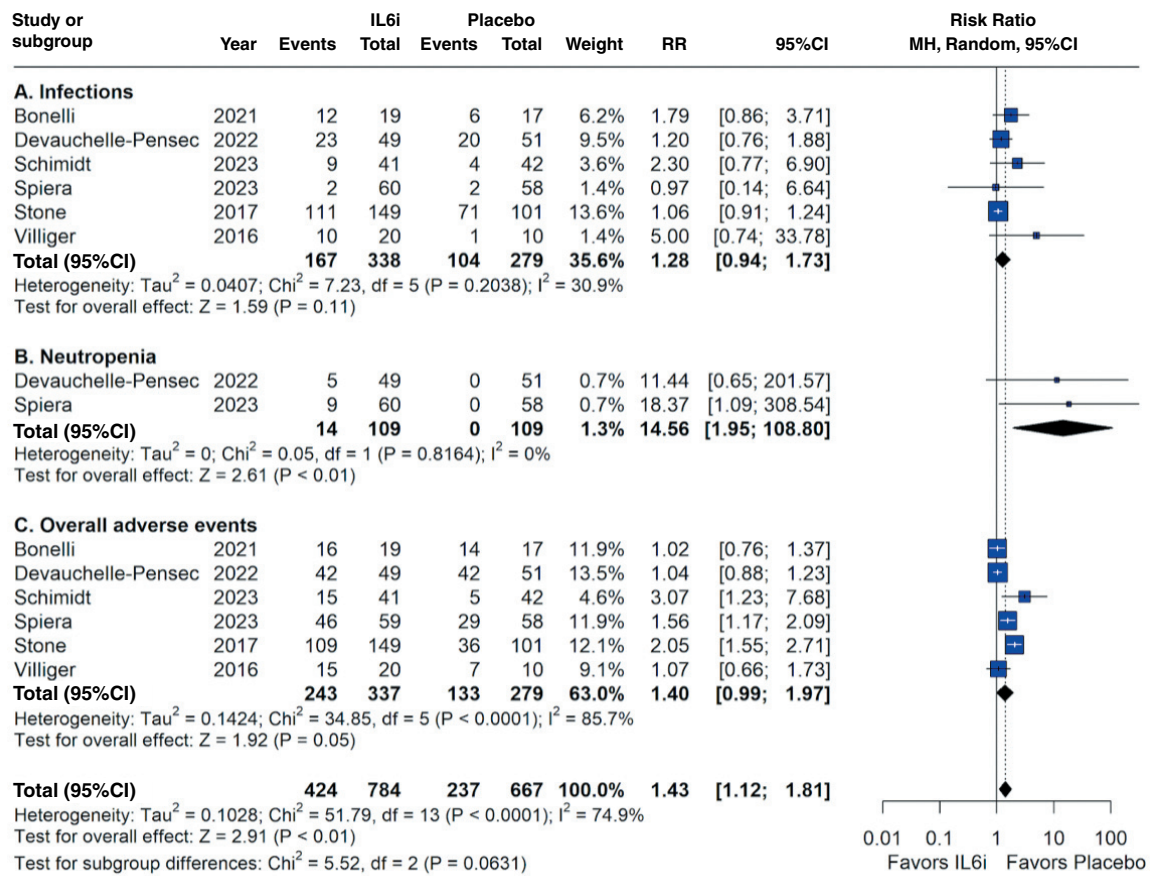 Study or subgroup Year IL6i Events IL6i Total Placebo Events Placebo Total Weight RR 95%CI Risk Ratio MH, Random, 95%CI
A. Infections
Bonelli 2021 12 19 6 17 6.2% 1.79 [0.86; 3.71]
Devauchelle-Pensec 2022 23 49 20 51 9.5% 1.20 [0.76; 1.88]
Schimidt 2023 9 41 4 42 3.6% 2.30 [0.77; 6.90]
Spiera 2023 2 60 2 58 1.4% 0.97 [0.14; 6.64]
Stone 2017 111 149 71 101 13.6% 1.06 [0.91; 1.24]
Villiger 2016 10 20 1 10 1.4% 5.00 [0.74; 33.78]
Total (95%CI) 167 338 104 279 35.6% 1.28 [0.94; 1.73]
Heterogeneity: Tau² = 0.0407; Chi² = 7.23, df = 5 (P = 0.2038); I² = 30.9%
Test for overall effect: Z = 1.59 (P = 0.11)
B. Neutropenia
Devauchelle-Pensec 2022 5 49 0 51 0.7% 11.44 [0.65; 201.57]
Spiera 2023 9 60 0 58 0.7% 18.37 [1.09; 308.54]
Total (95%CI) 14 109 0 109 1.3% 14.56 [1.95; 108.80]
Heterogeneity: Tau² = 0; Chi² = 0.05, df = 1 (P = 0.8164); I² = 0%
Test for overall effect: Z = 2.61 (P < 0.01)
C. Overall adverse events
Bonelli 2021 16 19 14 17 11.9% 1.02 [0.76; 1.37]
Devauchelle-Pensec 2022 42 49 42 51 13.5% 1.04 [0.88; 1.23]
Schimidt 2023 15 41 5 42 4.6% 3.07 [1.23; 7.68]
Spiera 2023 46 59 29 58 11.9% 1.56 [1.17; 2.09]
Stone 2017 109 149 36 101 12.1% 2.05 [1.55; 2.71]
Villiger 2016 15 20 7 10 9.1% 1.07 [0.66; 1.73]
Total (95%CI) 243 337 133 279 63.0% 1.40 [0.99; 1.97]
Heterogeneity: Tau² = 0.1424; Chi² = 34.85, df = 5 (P < 0.0001); I² = 85.7%
Test for overall effect: Z = 1.92 (P = 0.05)
Total (95%CI) 424 784 237 667 100.0% 1.43 [1.12; 1.81]
Heterogeneity: Tau² = 0.1028; Chi² = 51.79, df = 13 (P < 0.0001); I² = 74.9%
Test for overall effect: Z = 2.91 (P < 0.01)
Test for subgroup differences: Chi² = 5.52, df = 2 (P = 0.0631)
0.01 0.1 1 10 100
Favors IL6i Favors Placebo